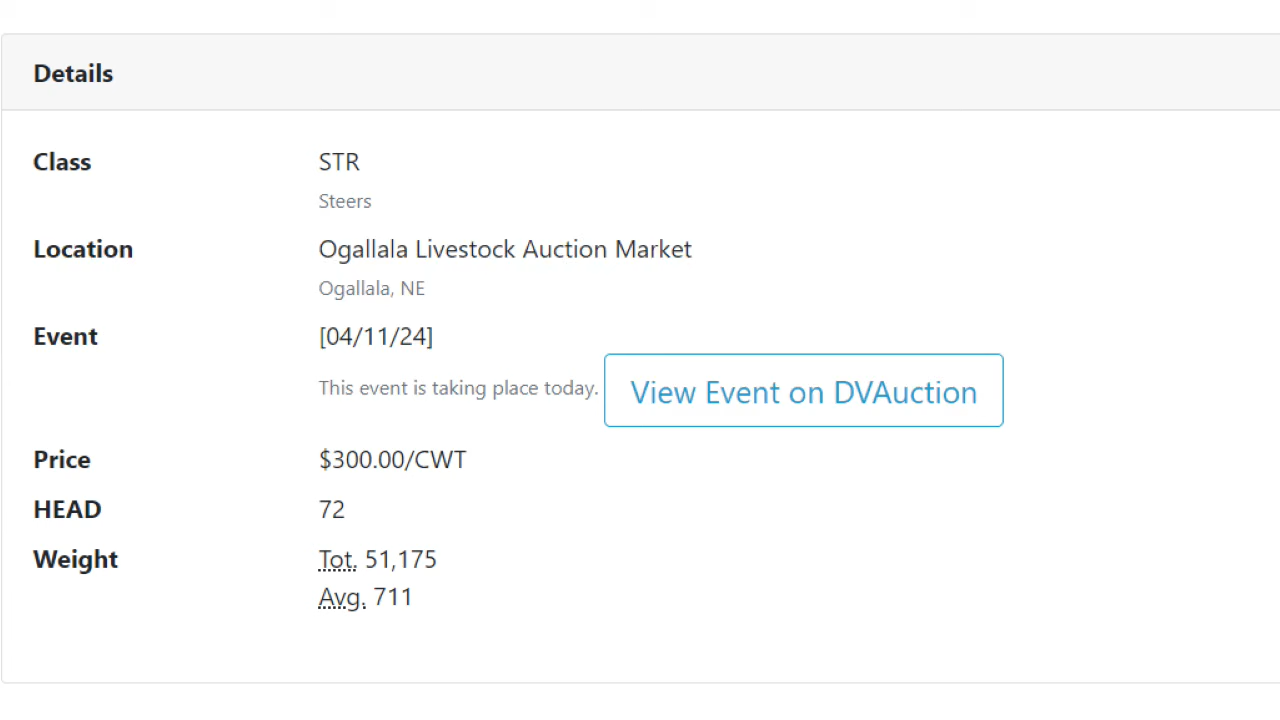 Details
Class STR
Steers
Location Ogallala Livestock Auction Market
Ogallala, NE
Event [04/11/24]
This event is taking place today. View Event on DVAuction
Price $300.00/CWT
HEAD 72
Weight Tot. 51,175
Avg. 711